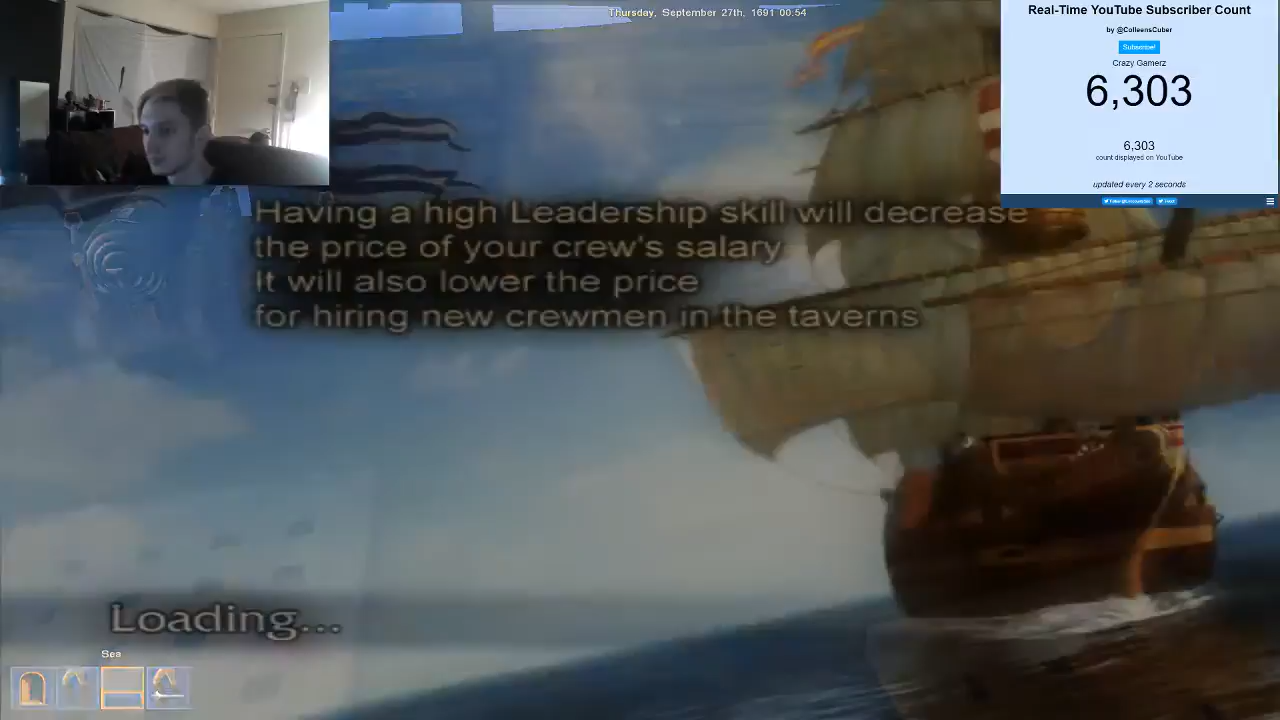 Thursday, September 27th, 1691 00:54
Real-Time YouTube Subscriber Count
by @ColleensCuber
Subscribe!
Crazy Gamerz
6,303
6,303
count displayed on YouTube
updated every 2 seconds
Having a high Leadership skill will decrease
the price of your crew's salary
It will also lower the price
for hiring new crewmen in the taverns
Loading...
Sea